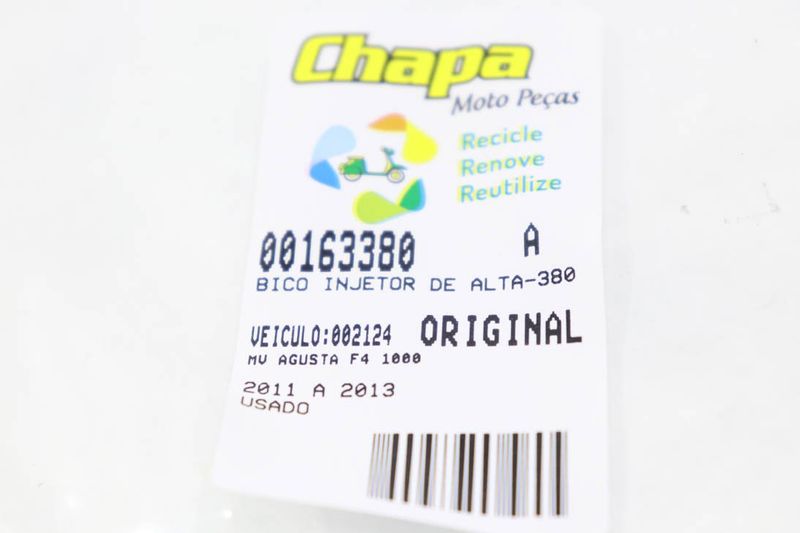 Chapa
Moto Peças
Recicle
Renove
Reutilize
00163380 A
BICO INJETOR DE ALTA-380
VEICULO:002124 ORIGINAL
MV AGUSTA F4 1000
2011 A 2013
USADO